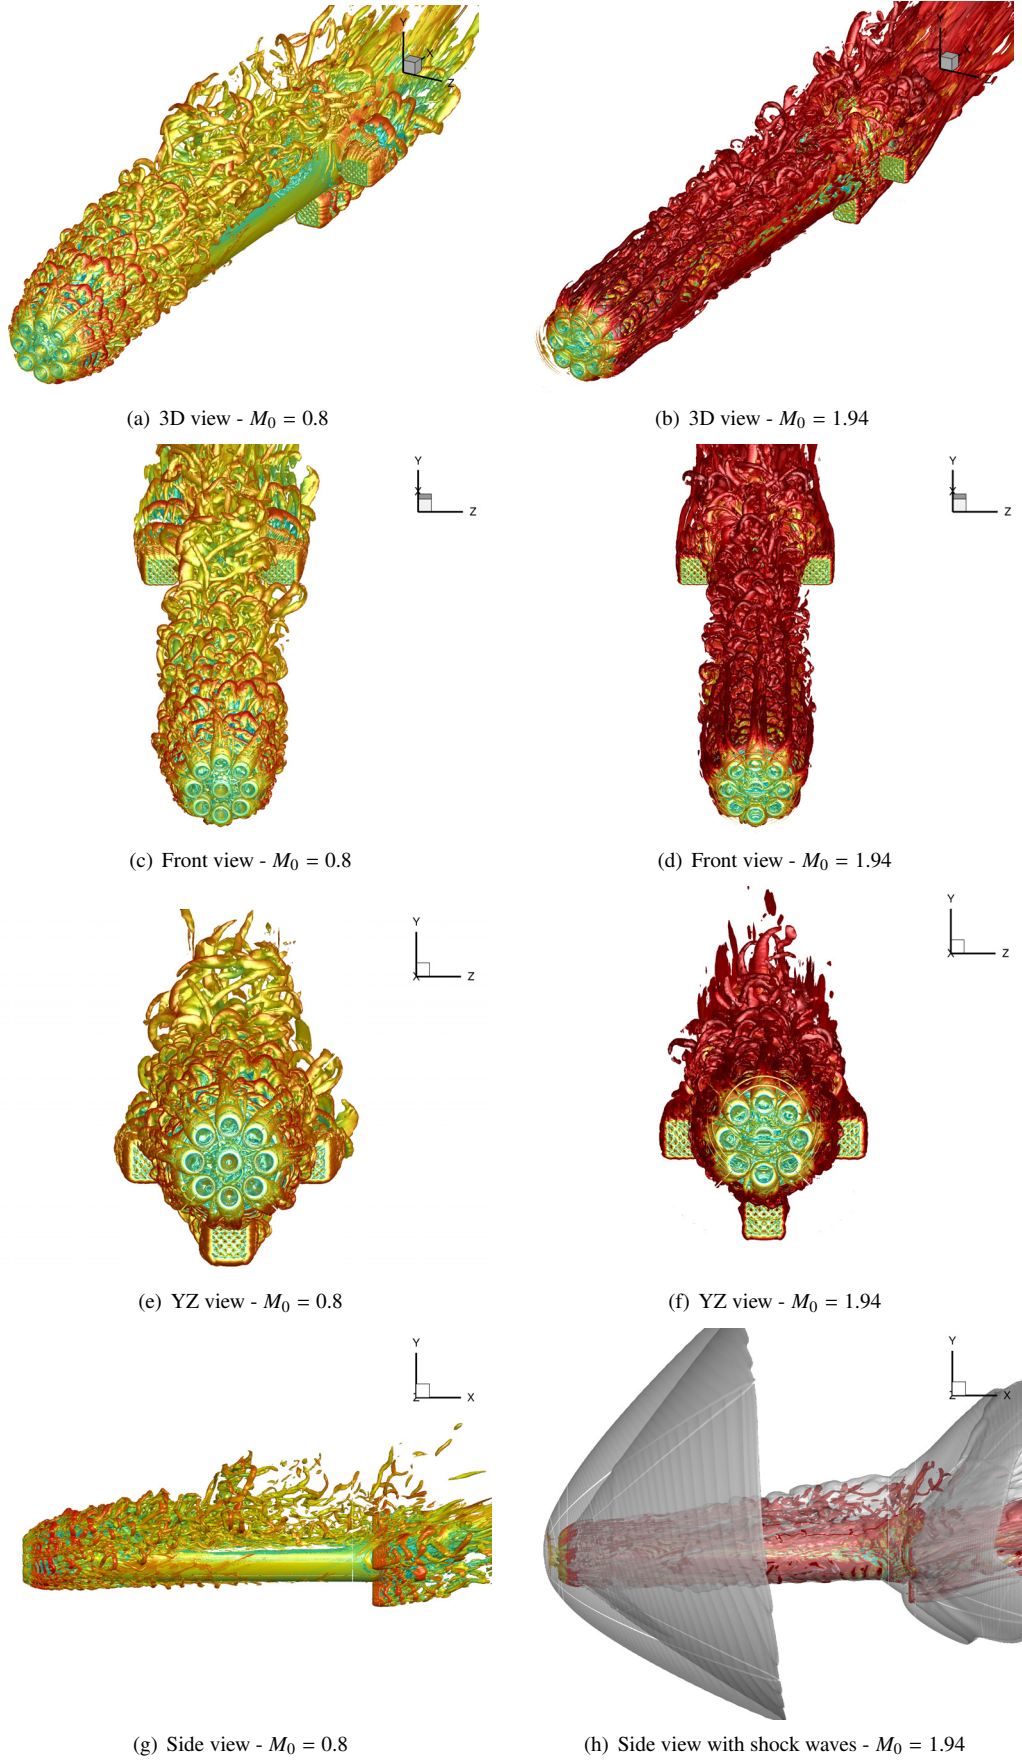 Y
X
Z
Y
X
(a) 3D view - M₀ = 0.8
(b) 3D view - M₀ = 1.94
Y
X
Z
Y
X
Z
(c) Front view - M₀ = 0.8
(d) Front view - M₀ = 1.94
Y
X
Z
Y
X
Z
(e) YZ view - M₀ = 0.8
(f) YZ view - M₀ = 1.94
Y
Z
X
Y
Z
X
(g) Side view - M₀ = 0.8
(h) Side view with shock waves - M₀ = 1.94